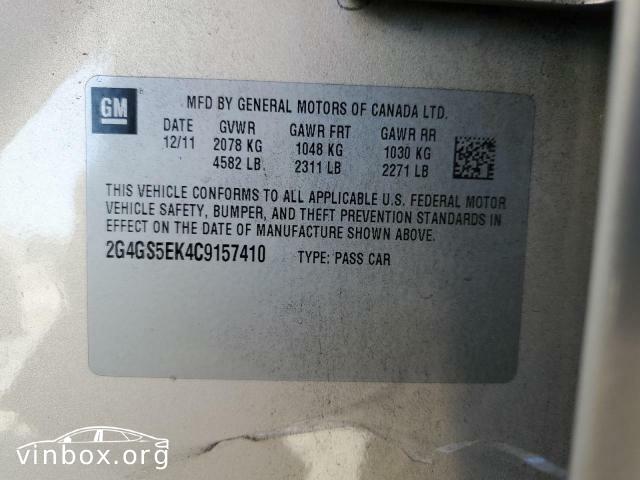 GM
MFD BY GENERAL MOTORS OF CANADA LTD.
DATE GVWR GAWR FRT GAWR RR
12/11 2078 KG 1048 KG 1030 KG
4582 LB 2311 LB 2271 LB
THIS VEHICLE CONFORMS TO ALL APPLICABLE U.S. FEDERAL MOTOR
VEHICLE SAFETY, BUMPER, AND THEFT PREVENTION STANDARDS IN
EFFECT ON THE DATE OF MANUFACTURE SHOWN ABOVE.
2G4GS5EK4C9157410 TYPE: PASS CAR
vinbox.org